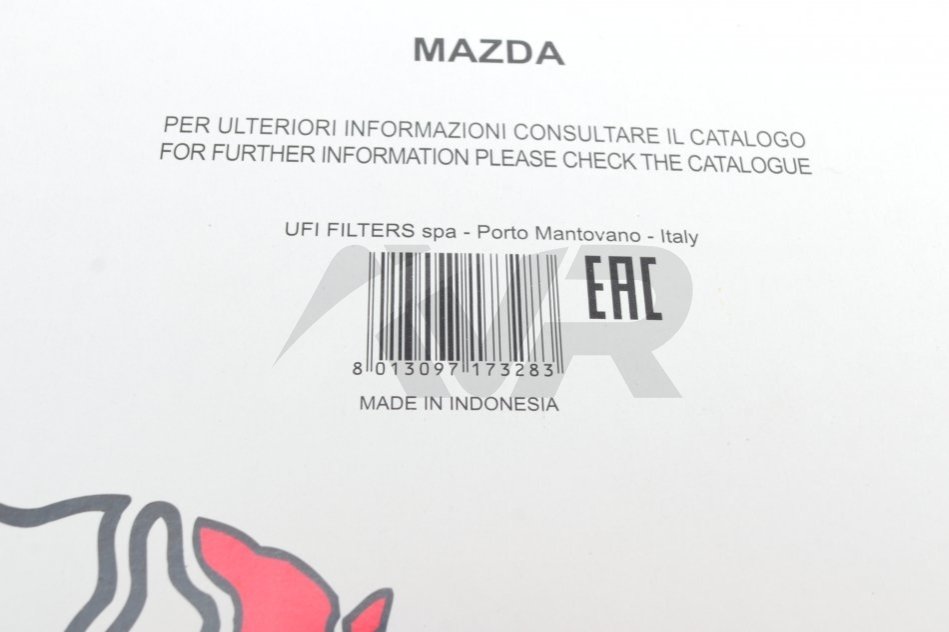 MAZDA
PER ULTERIORI INFORMAZIONI CONSULTARE IL CATALOGO
FOR FURTHER INFORMATION PLEASE CHECK THE CATALOGUE
UFI FILTERS spa - Porto Mantovano - Italy
EAC
8 013097 173283
MADE IN INDONESIA